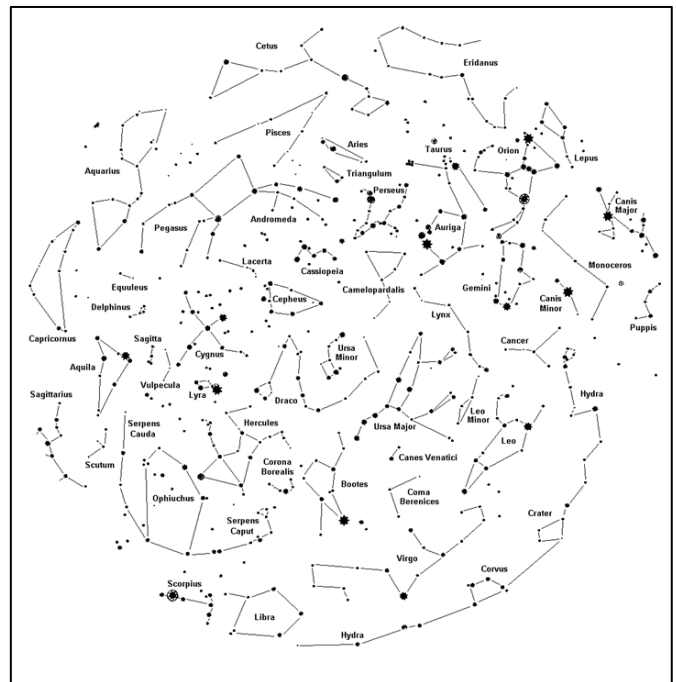 Cetus
Eridanus
Pisces
Aries
Taurus
Orion
Lepus
Aquarius
Triangulum
Perseus
Canis
Major
Pegasus
Andromeda
Auriga
Lacerta
Cassiopeia
Monoceros
Equuleus
Cepheus
Camelopardalis
Gemini
Canis
Minor
Delphinus
Lynx
Puppis
Capricornus
Sagitta
Cygnus
Ursa
Minor
Cancer
Aquila
Vulpecula
Lyra
Draco
Sagittarius
Hydra
Serpens
Cauda
Hercules
Ursa Major
Leo
Minor
Leo
Scutum
Corona
Borealis
Canes Venatici
Ophiuchus
Bootes
Coma
Berenices
Serpens
Caput
Crater
Virgo
Corvus
Scorpius
Libra
Hydra